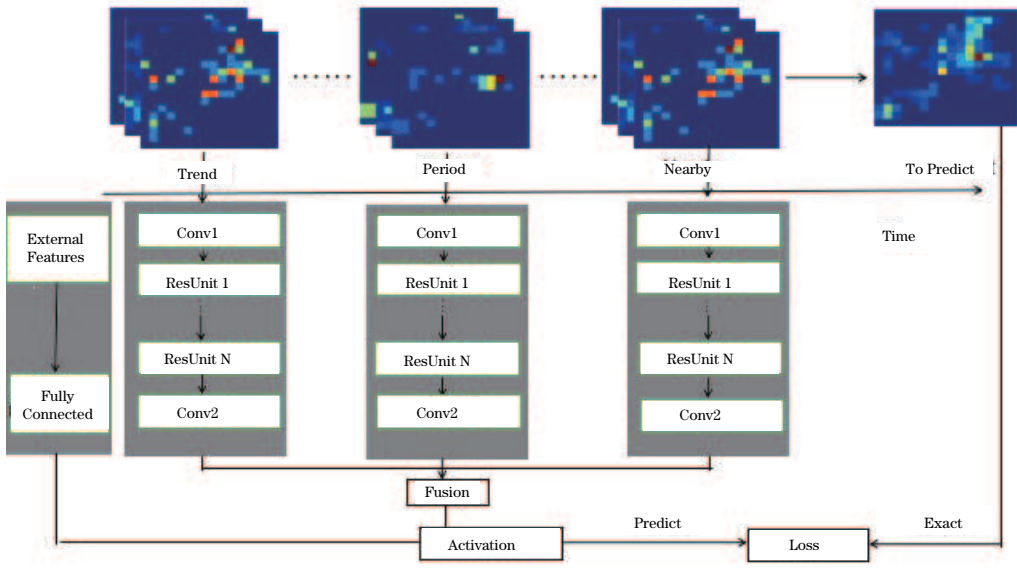 Trend
Period
Nearby
To Predict
Time
External
Features
Fully
Connected
Conv1
ResUnit 1
ResUnit N
Conv2
Conv1
ResUnit 1
ResUnit N
Conv2
Conv1
ResUnit 1
ResUnit N
Conv2
Fusion
Activation
Predict
Loss
Exact